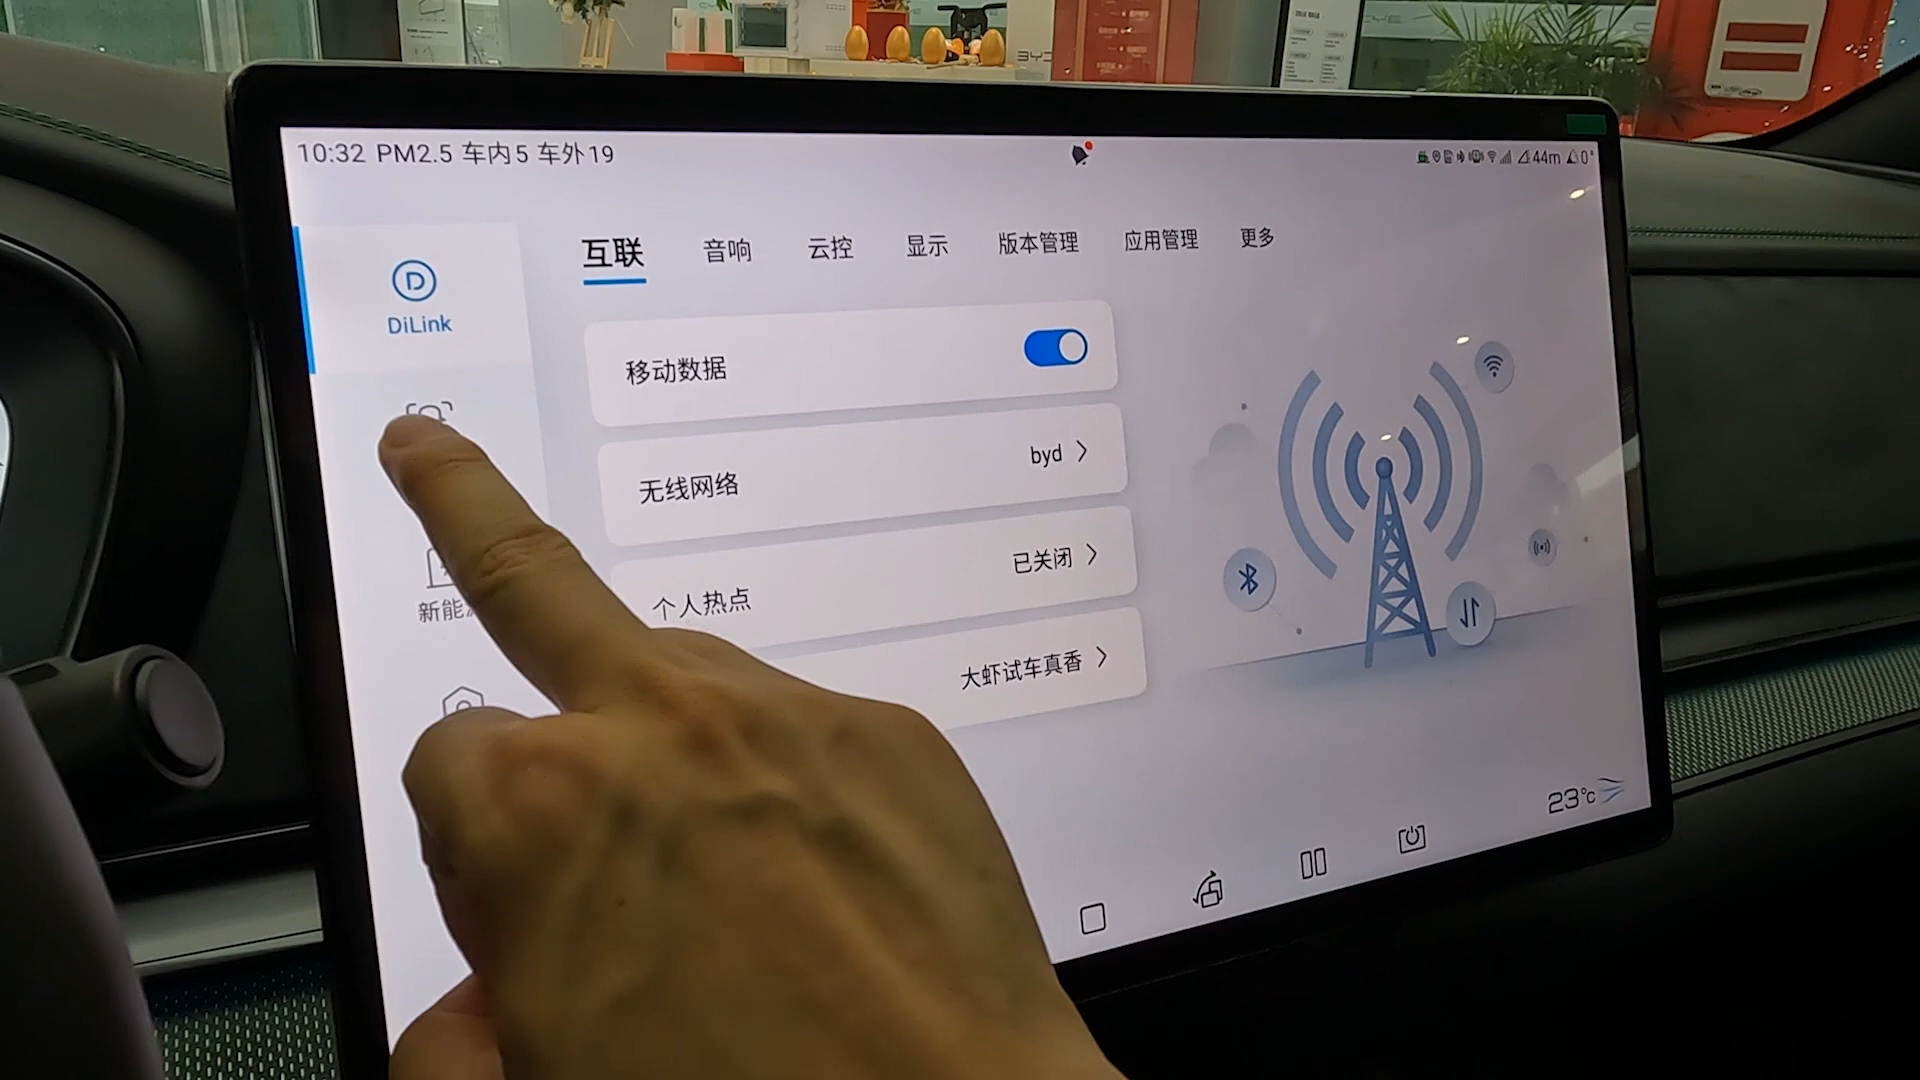 BYD
10:32 PM2.5 车内5 车外19
44m 0°
DiLink
互联 音响 云控 显示 版本管理 应用管理 更多
移动数据
无线网络 byd
个人热点 已关闭
大虾试车真香
新能
23℃